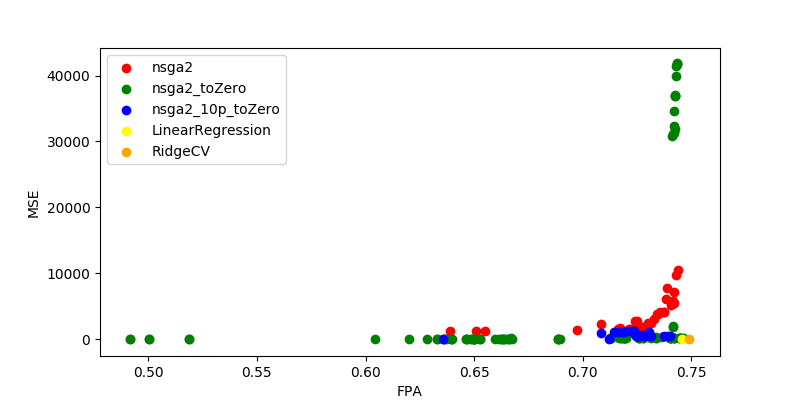 nsga2
nsga2_toZero
nsga2_10p_toZero
LinearRegression
RidgeCV
40000
30000
20000
10000
0
MSE
0.50 0.55 0.60 0.65 0.70 0.75
FPA